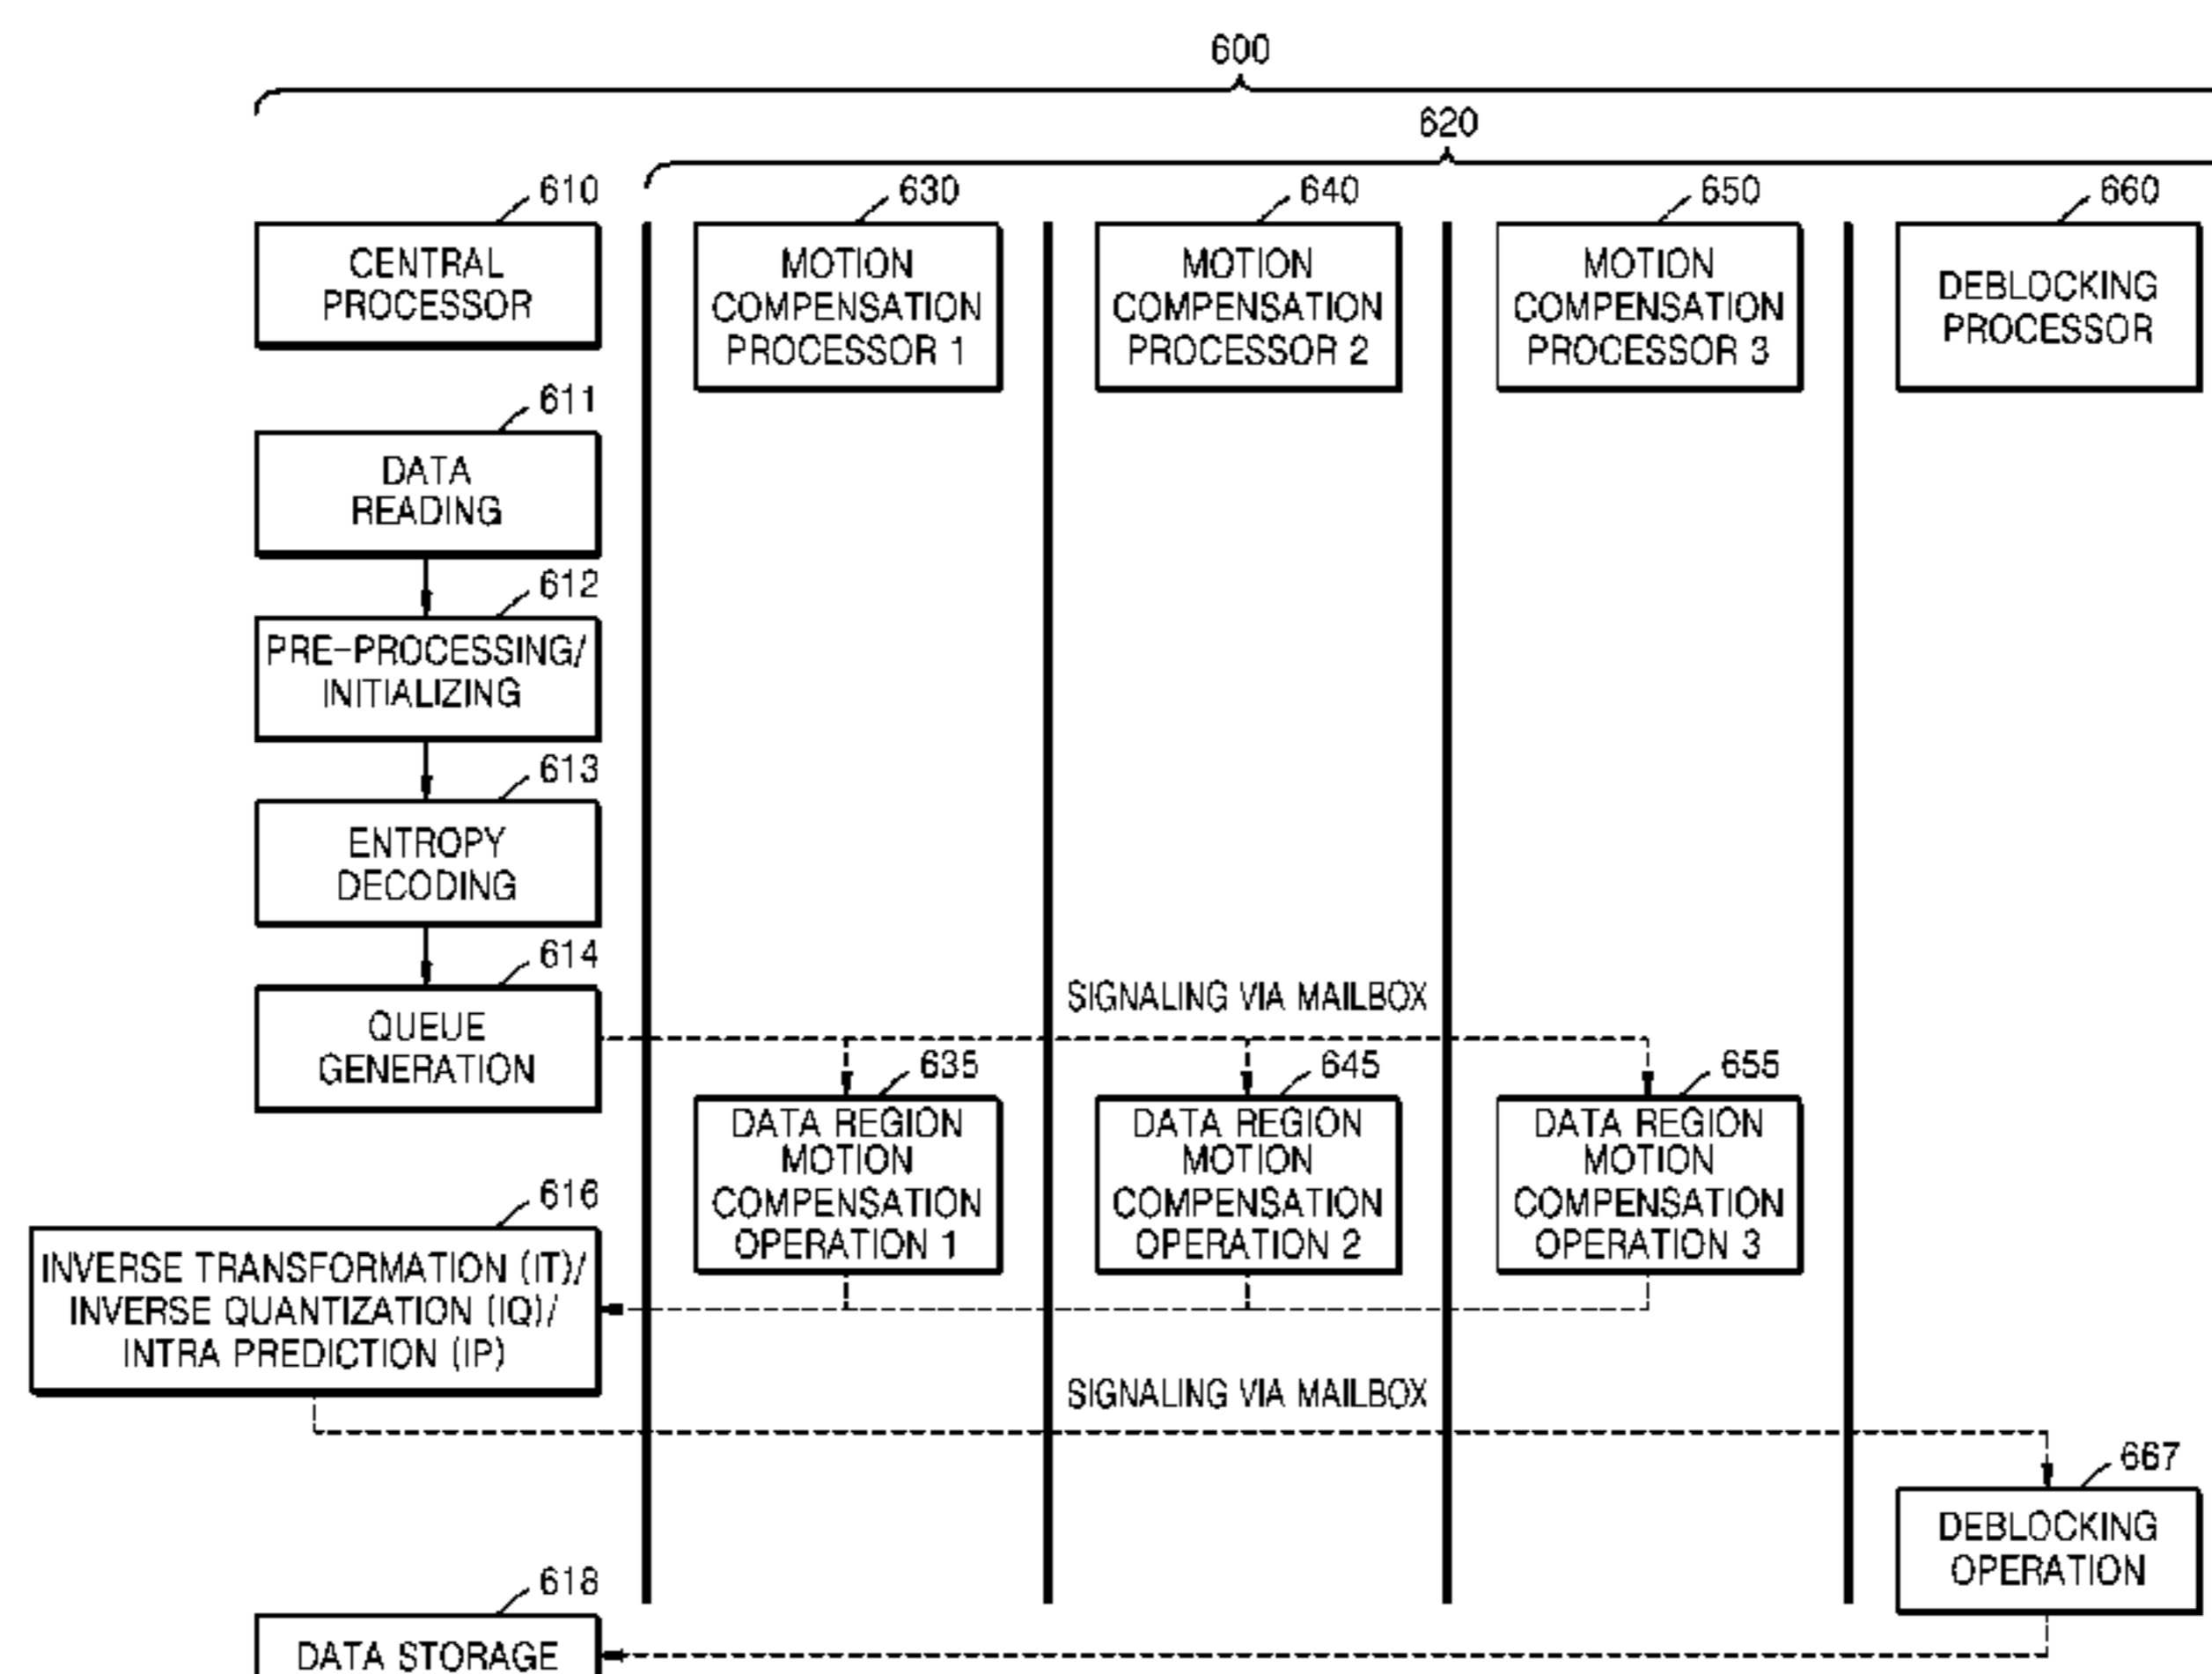 600
620
610
630
640
650
660
CENTRAL
PROCESSOR
MOTION
COMPENSATION
PROCESSOR 1
MOTION
COMPENSATION
PROCESSOR 2
MOTION
COMPENSATION
PROCESSOR 3
DEBLOCKING
PROCESSOR
611
DATA
READING
612
PRE-PROCESSING/
INITIALIZING
613
ENTROPY
DECODING
614
QUEUE
GENERATION
SIGNALING VIA MAILBOX
635
DATA REGION
MOTION
COMPENSATION
OPERATION 1
645
DATA REGION
MOTION
COMPENSATION
OPERATION 2
655
DATA REGION
MOTION
COMPENSATION
OPERATION 3
616
INVERSE TRANSFORMATION (IT)/
INVERSE QUANTIZATION (IQ)/
INTRA PREDICTION (IP)
SIGNALING VIA MAILBOX
667
DEBLOCKING
OPERATION
618
DATA STORAGE